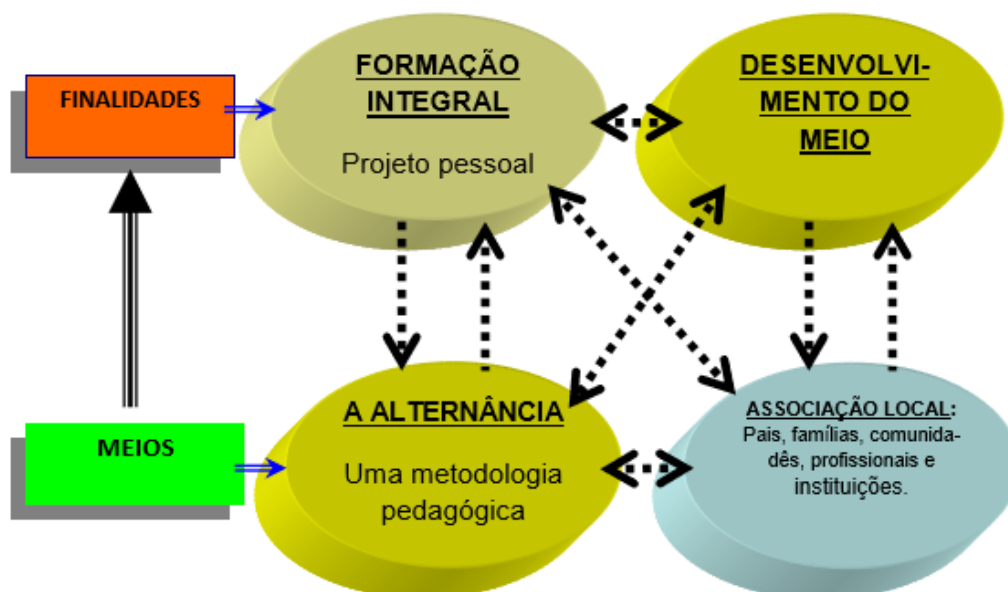 FINALIDADES
FORMAÇÃO
INTEGRAL
Projeto pessoal
DESENVOLVI-
MENTO DO
MEIO
MEIOS
A ALTERNÂNCIA
Uma metodologia
pedagógica
ASSOCIAÇÃO LOCAL:
Pais, famílias, comunida-
dês, profissionais e
instituições.